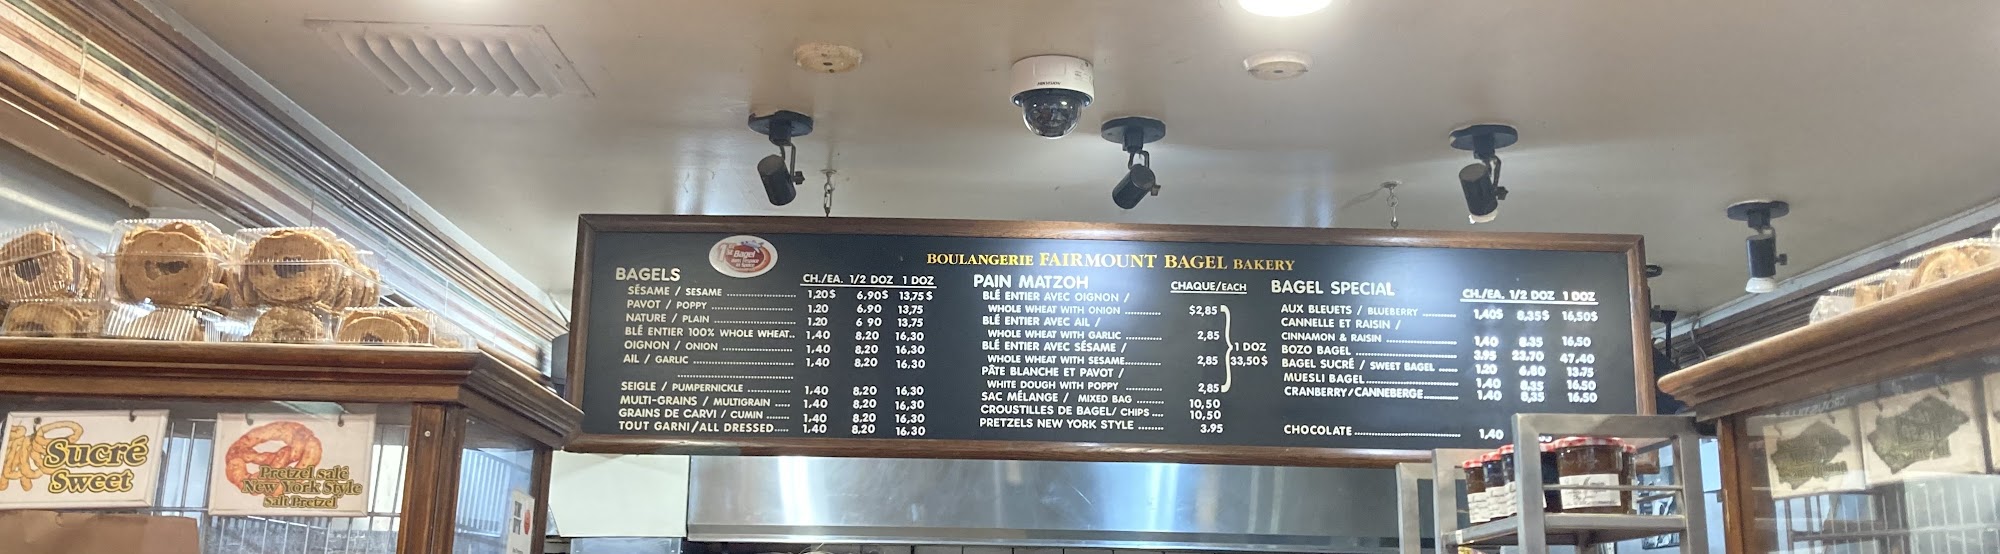 HIKVISION
Bagel
BOULANGERIE FAIRMOUNT BAGEL BAKERY
BAGELS CH./EA. 1/2 DOZ 1 DOZ
SÉSAME / SESAME ................ 1,20$ 6,90$ 13,75$
PAVOT / POPPY ................... 1.20 6.90 13,75
NATURE / PLAIN .................. 1.20 6 90 13,75
BLÉ ENTIER 100% WHOLE WHEAT.. 1,40 8,20 16,30
OIGNON / ONION ................. 1,40 8,20 16,30
AIL / GARLIC ....................... 1,40 8,20 16,30
SEIGLE / PUMPERNICKLE ........... 1,40 8,20 16,30
MULTI-GRAINS / MULTIGRAIN ..... 1,40 8.20 16,30
GRAINS DE CARVI / CUMIN ........ 1,40 8.20 16,30
TOUT GARNI/ALL DRESSED..... 1,40 8.20 16,30
PAIN MATZOH CHAQUE/EACH
BLÉ ENTIER AVEC OIGNON /
WHOLE WHEAT WITH ONION ........... $2,85
BLÉ ENTIER AVEC AIL /
WHOLE WHEAT WITH GARLIC ........... 2,85
BLÉ ENTIER AVEC SÉSAME /
WHOLE WHEAT WITH SESAME........... 2,85
PÂTE BLANCHE ET PAVOT /
WHITE DOUGH WITH POPPY ........... 2,85
1 DOZ
33,50$
SAC MÉLANGE / MIXED BAG ......... 10,50
CROUSTILLES DE BAGEL/ CHIPS .... 10,50
PRETZELS NEW YORK STYLE ........ 3.95
BAGEL SPECIAL CH./EA. 1/2 DOZ 1 DOZ
AUX BLEUETS / BLUEBERRY ........ 1,40$ 8,35$ 16,50$
CANNELLE ET RAISIN /
CINNAMON & RAISIN .................. 1,40 8.35 16,50
BOZO BAGEL ........................... 3.95 23.70 47.40
BAGEL SUCRÉ / SWEET BAGEL ...... 1.20 6.80 13.75
MUESLI BAGEL........................ 1.40 8,35 16.50
CRANBERRY/CANNEBERGE......... 1.40 8,35 16.50
CHOCOLATE ............................ 1,40
Sucré
Sweet
Pretzel salé
New York Style
Salt Pretzel